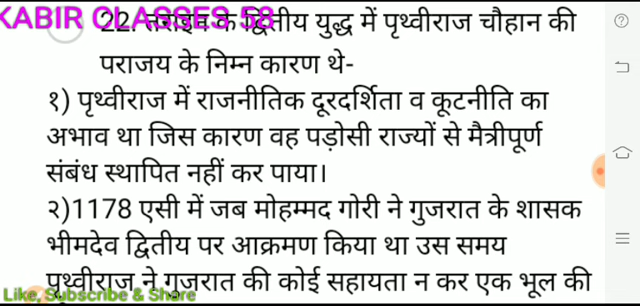 KABIR CLASSES 58
22. तराइन के द्वितीय युद्ध में पृथ्वीराज चौहान की
पराजय के निम्न कारण थे-
१) पृथ्वीराज में राजनीतिक दूरदर्शिता व कूटनीति का
अभाव था जिस कारण वह पड़ोसी राज्यों से मैत्रीपूर्ण
संबंध स्थापित नहीं कर पाया।
२)1178 एसी में जब मोहम्मद गोरी ने गुजरात के शासक
भीमदेव द्वितीय पर आक्रमण किया था उस समय
पृथ्वीराज ने गुजरात की कोई सहायता न कर एक भूल की
Like, Subscribe & Share